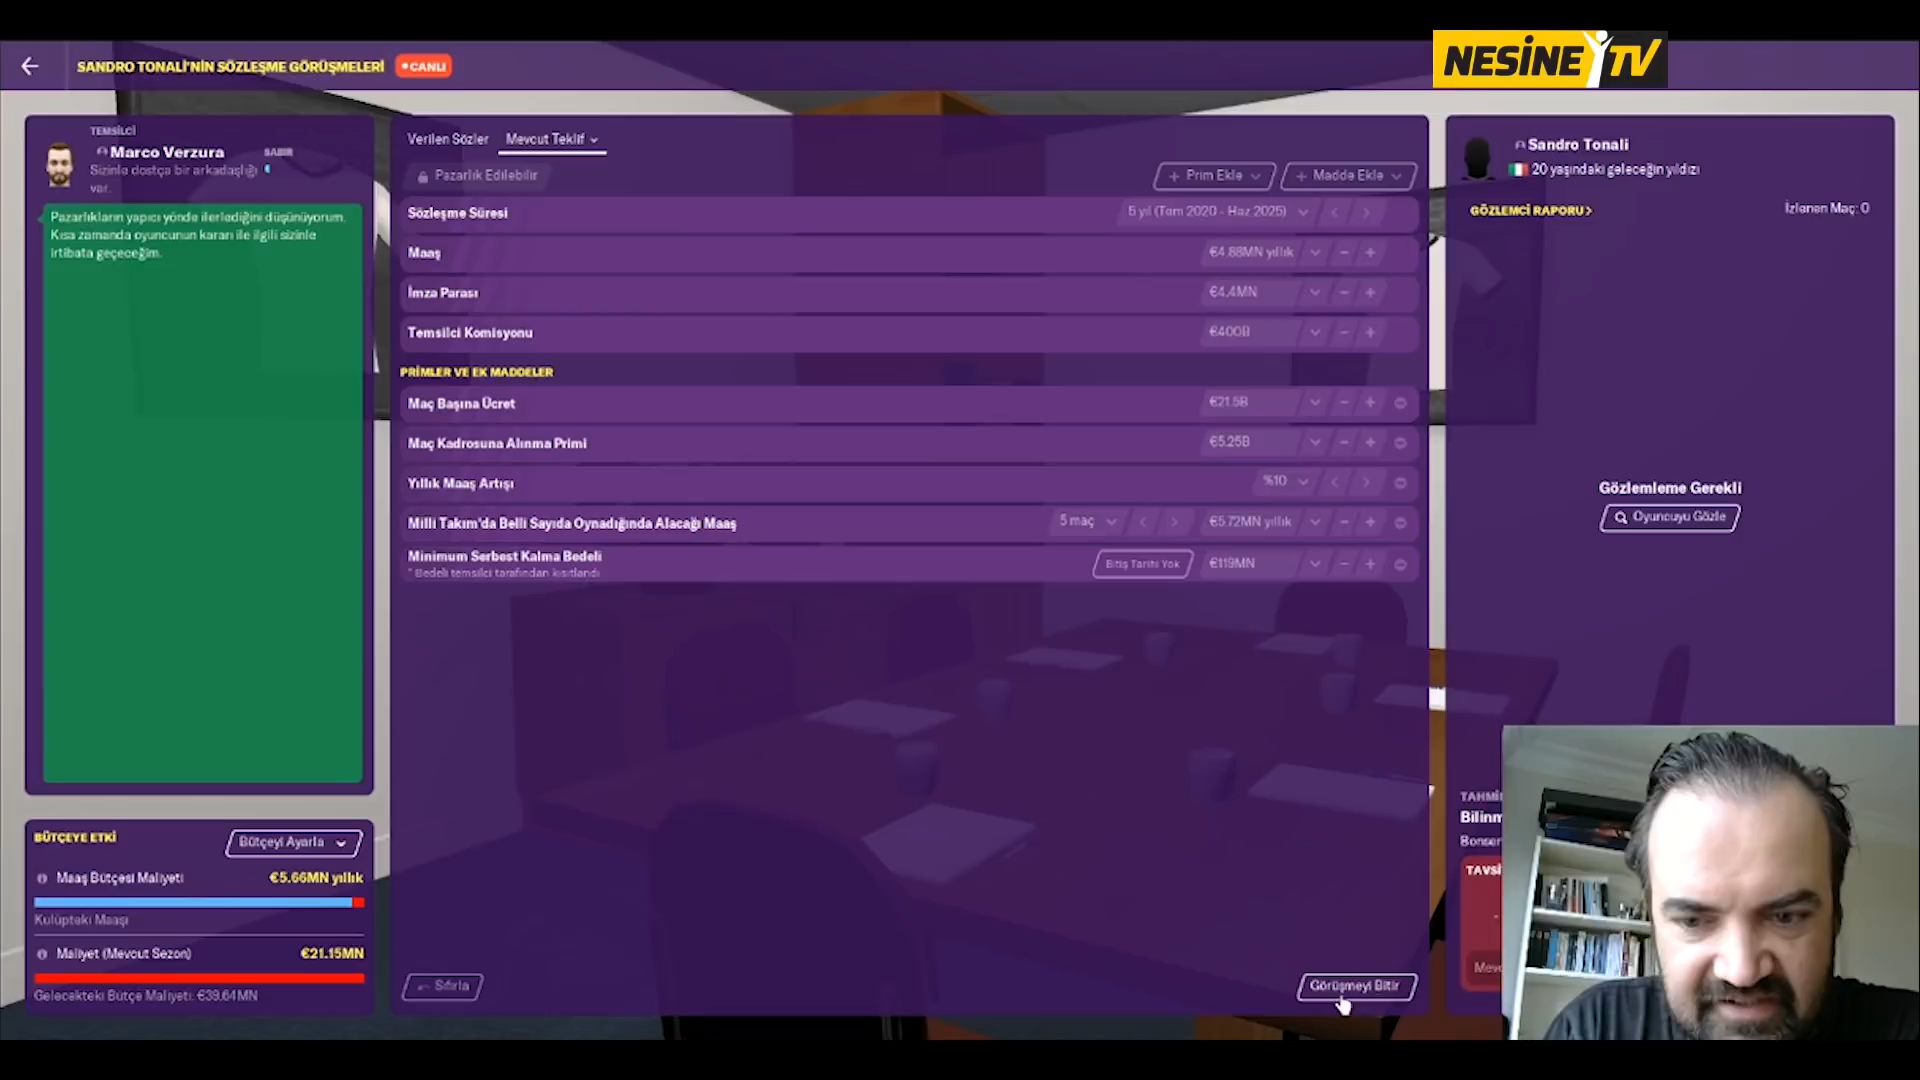 NESİNE TV
SANDRO TONALİ'NİN SÖZLEŞME GÖRÜŞMELERİ
CANLI
TEMSİLCİ
Marco Verzura
SABIR
Sizinle dostça bir arkadaşlığı
var.
Pazarlıkların yapıcı yönde ilerlediğini düşünüyorum.
Kısa zamanda oyuncunun kararı ile ilgili sizinle
irtibata geçeceğim.
BÜTÇEYE ETKİ
Bütçeyi Ayarla
Maaş Bütçesi Maliyeti €5.66MN yıllık
Kulüpteki Maaşı
Maliyet (Mevcut Sezon) €21.15MN
Gelecekteki Bütçe Maliyeti: €39.64MN
Verilen Sözler Mevcut Teklif
Pazarlık Edilebilir
+ Prim Ekle + Madde Ekle
Sözleşme Süresi 5 yıl (Tem 2020 - Haz 2025)
Maaş €4.88MN yıllık
İmza Parası €4.4MN
Temsilci Komisyonu €400B
PRİMLER VE EK MADDELER
Maç Başına Ücret €21.5B
Maç Kadrosuna Alınma Primi €5.25B
Yıllık Maaş Artışı %10
Milli Takım'da Belli Sayıda Oynadığında Alacağı Maaş 5 maç €5.72MN yıllık
Minimum Serbest Kalma Bedeli Bitiş Tarihi Yok €119MN
* Bedeli temsilci tarafından kısıtlandı
Sıfırla
Görüşmeyi Bitir
Sandro Tonali
20 yaşındaki geleceğin yıldızı
GÖZLEMCİ RAPORU>
İzlenen Maç: 0
Gözlemleme Gerekli
Oyuncuyu Gözle